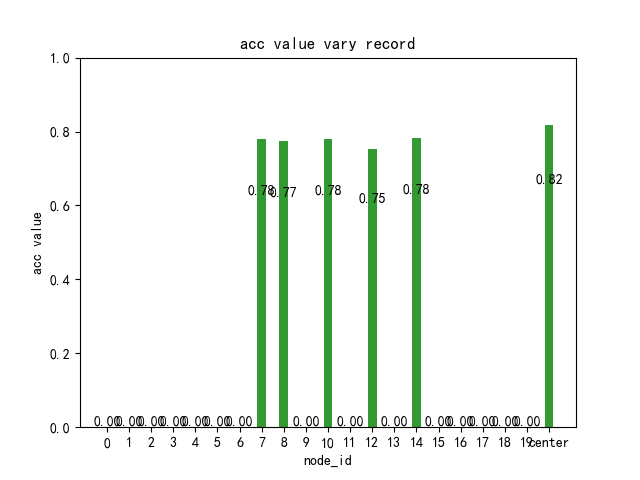 acc value vary record
1.0
0.8
0.6
0.4
0.2
0.0
acc value
0.78 0.77 0.78 0.75 0.78 0.82
0.00 0.00 0.00 0.00 0.00 0.00 0.00 0.00 0.00 0.00 0.00 0.00 0.00 0.00 0.00
0 1 2 3 4 5 6 7 8 9 10 11 12 13 14 15 16 17 18 19 center
node_id